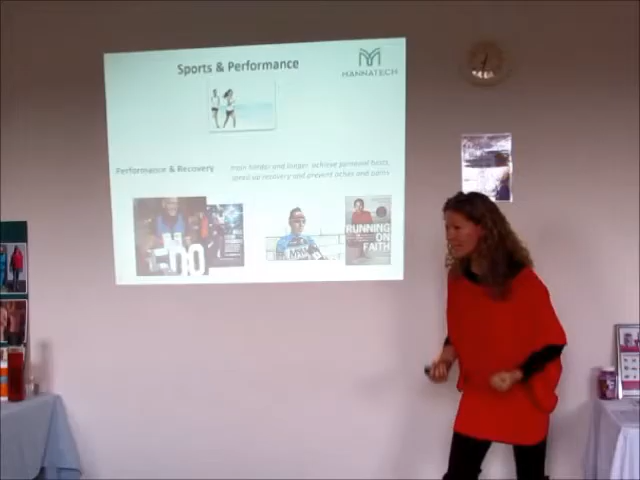 Sports & Performance
MANNATECH
Performance & Recovery
Train harder and longer, achieve personal bests,
speed up recovery and prevent aches and pains
RUNNING
ON
FAITH